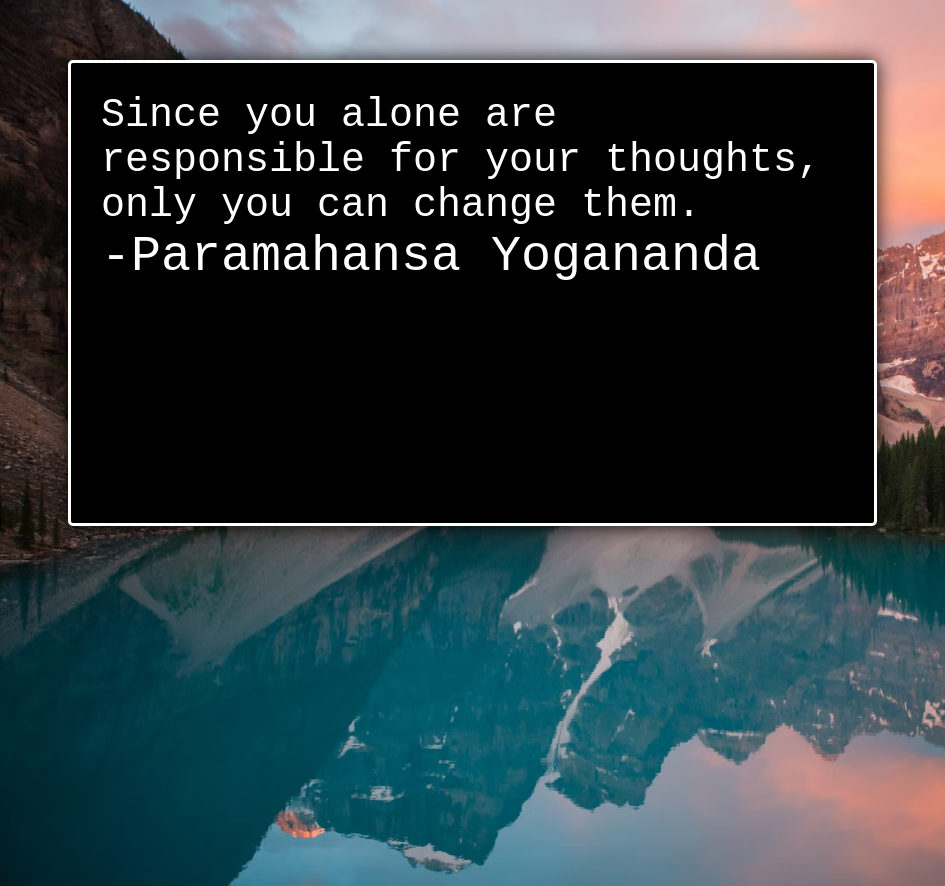 Since you alone are
responsible for your thoughts,
only you can change them.
-Paramahansa Yogananda